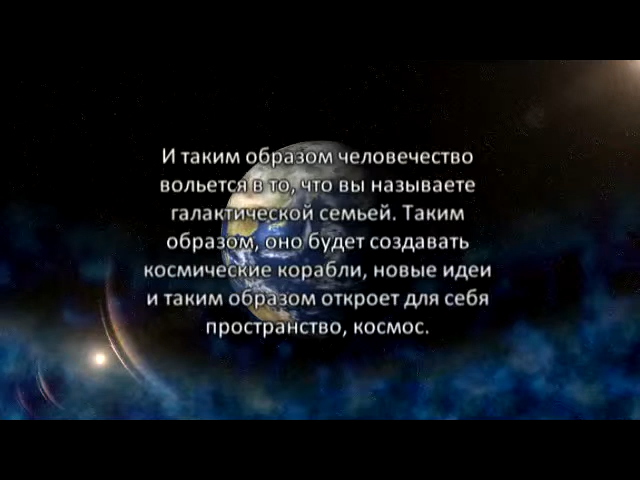 И таким образом человечество
вольется в то, что вы называете
галактической семьей. Таким
образом, оно будет создавать
космические корабли, новые идеи
и таким образом откроет для себя
пространство, космос.